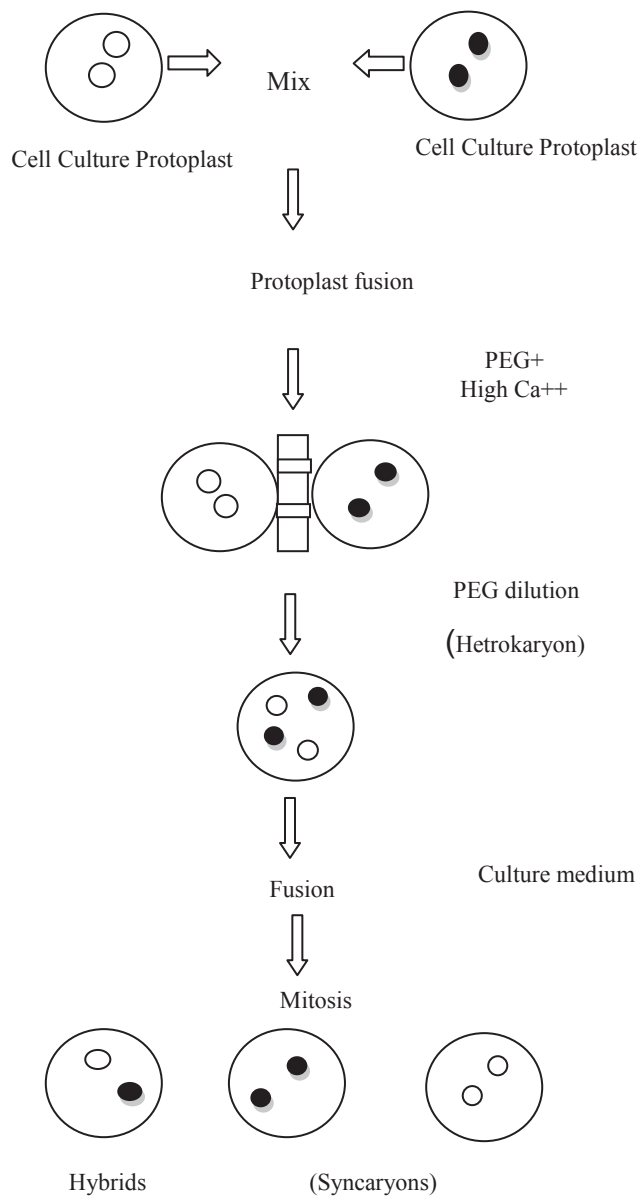 Mix
Cell Culture Protoplast
Cell Culture Protoplast
Protoplast fusion
PEG+
High Ca++
PEG dilution
(Hetrokaryon)
Culture medium
Fusion
Mitosis
Hybrids
(Syncaryons)